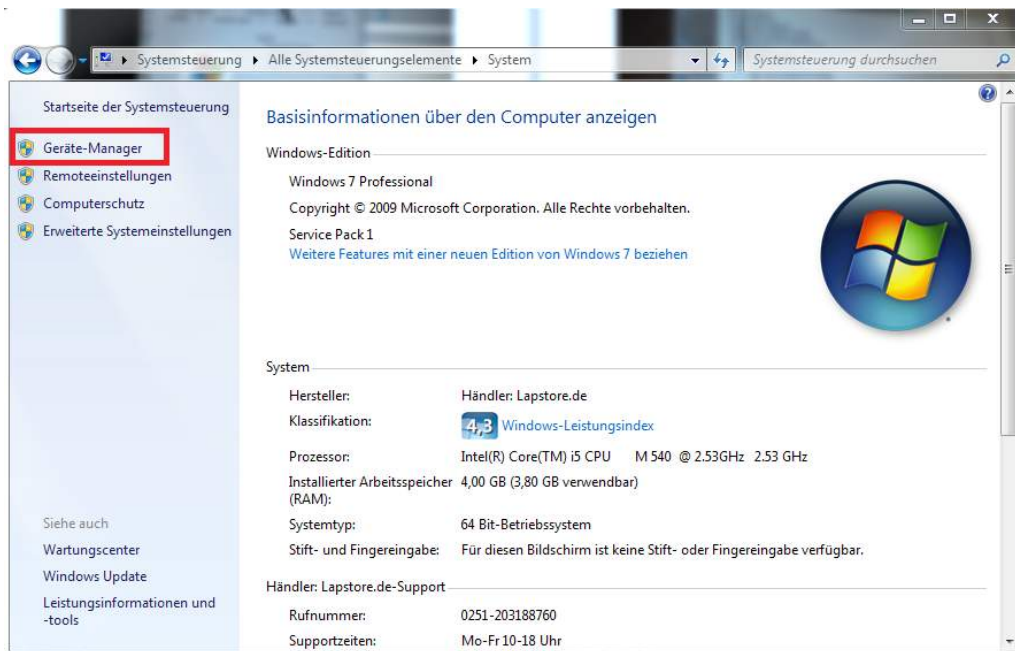 Systemsteuerung ▸ Alle Systemsteuerungselemente ▸ System
Systemsteuerung durchsuchen
Startseite der Systemsteuerung
Geräte-Manager
Remoteeinstellungen
Computerschutz
Erweiterte Systemeinstellungen
Siehe auch
Wartungscenter
Windows Update
Leistungsinformationen und
-tools
Basisinformationen über den Computer anzeigen
Windows-Edition
Windows 7 Professional
Copyright © 2009 Microsoft Corporation. Alle Rechte vorbehalten.
Service Pack 1
Weitere Features mit einer neuen Edition von Windows 7 beziehen
System
Hersteller: Händler: Lapstore.de
Klassifikation: 4,3 Windows-Leistungsindex
Prozessor: Intel(R) Core(TM) i5 CPU M 540 @ 2.53GHz 2.53 GHz
Installierter Arbeitsspeicher 4,00 GB (3,80 GB verwendbar)
(RAM):
Systemtyp: 64 Bit-Betriebssystem
Stift- und Fingereingabe: Für diesen Bildschirm ist keine Stift- oder Fingereingabe verfügbar.
Händler: Lapstore.de-Support
Rufnummer: 0251-203188760
Supportzeiten: Mo-Fr 10-18 Uhr